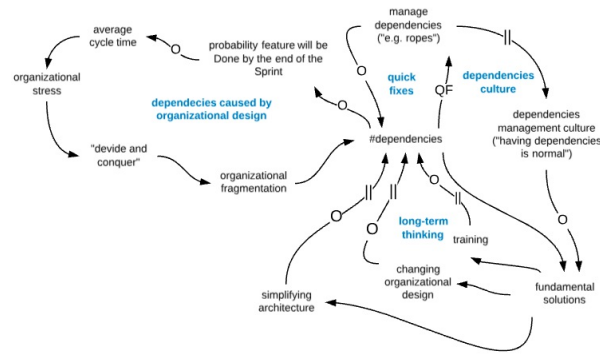 manage
dependencies
("e.g. ropes")
||
average
cycle time
O
probability feature will be
Done by the end of the
Sprint
O
quick
fixes
QF
dependencies
culture
organizational
stress
dependecies caused by
organizational design
O
#dependencies
dependencies
management culture
("having dependencies
is normal")
"devide and
conquer"
organizational
fragmentation
||
||
O
||
O
O
long-term
thinking
training
O
changing
organizational
design
simplifying
architecture
fundamental
solutions